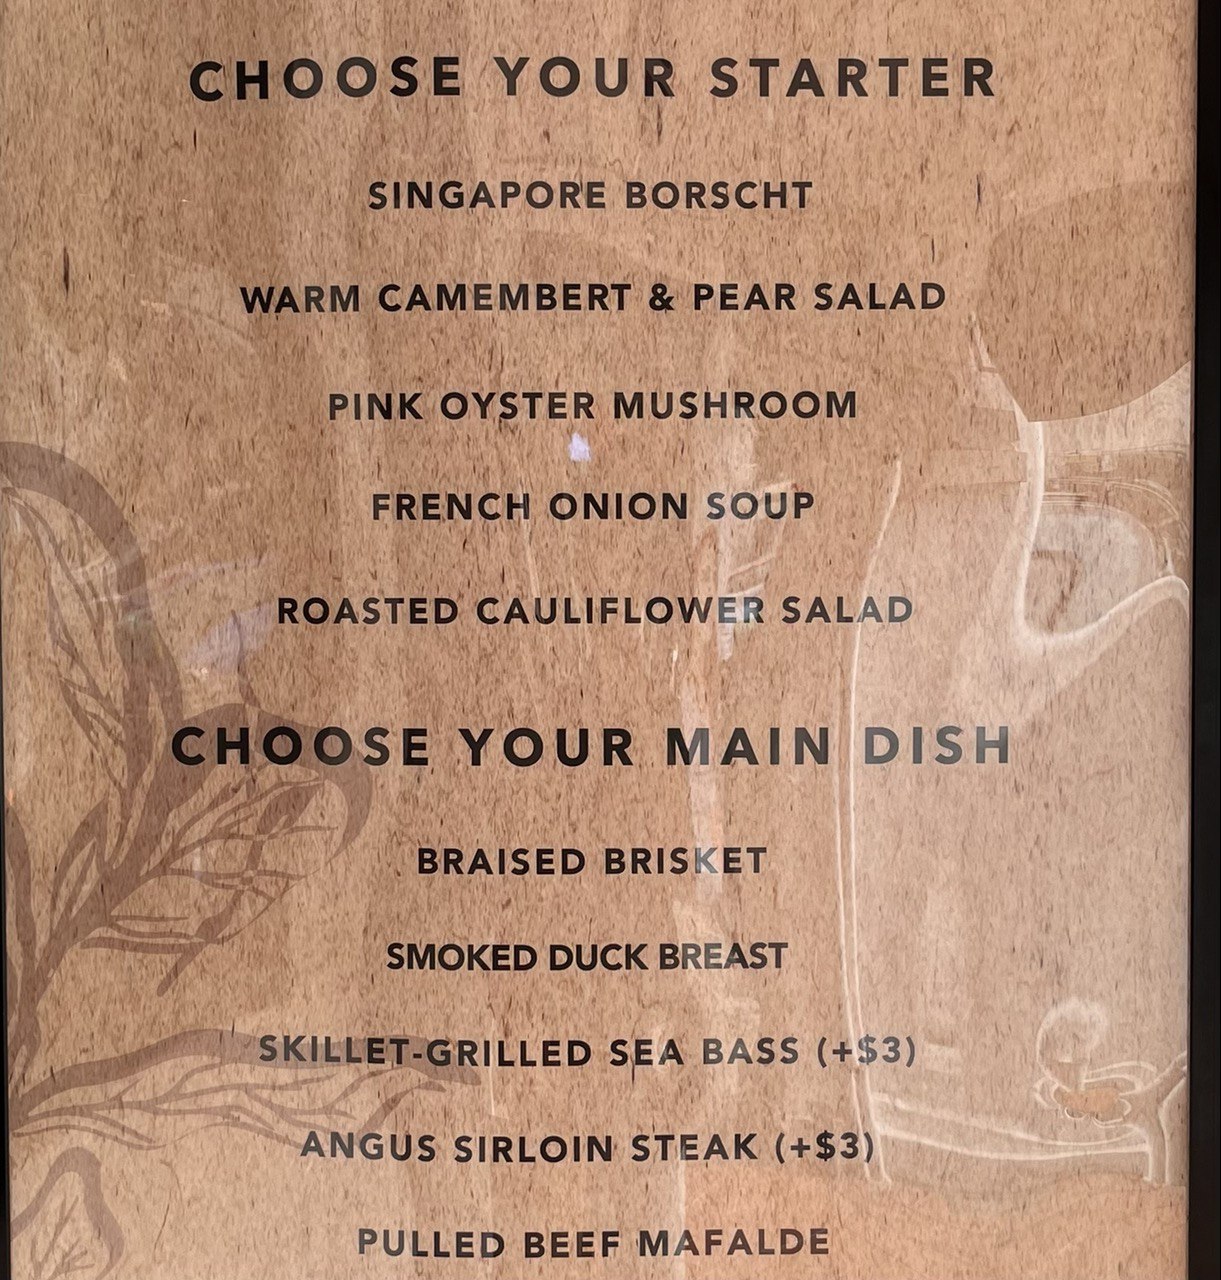 CHOOSE YOUR STARTER
SINGAPORE BORSCHT
WARM CAMEMBERT & PEAR SALAD
PINK OYSTER MUSHROOM
FRENCH ONION SOUP
ROASTED CAULIFLOWER SALAD
CHOOSE YOUR MAIN DISH
BRAISED BRISKET
SMOKED DUCK BREAST
SKILLET-GRILLED SEA BASS (+$3)
ANGUS SIRLOIN STEAK (+$3)
PULLED BEEF MAFALDE